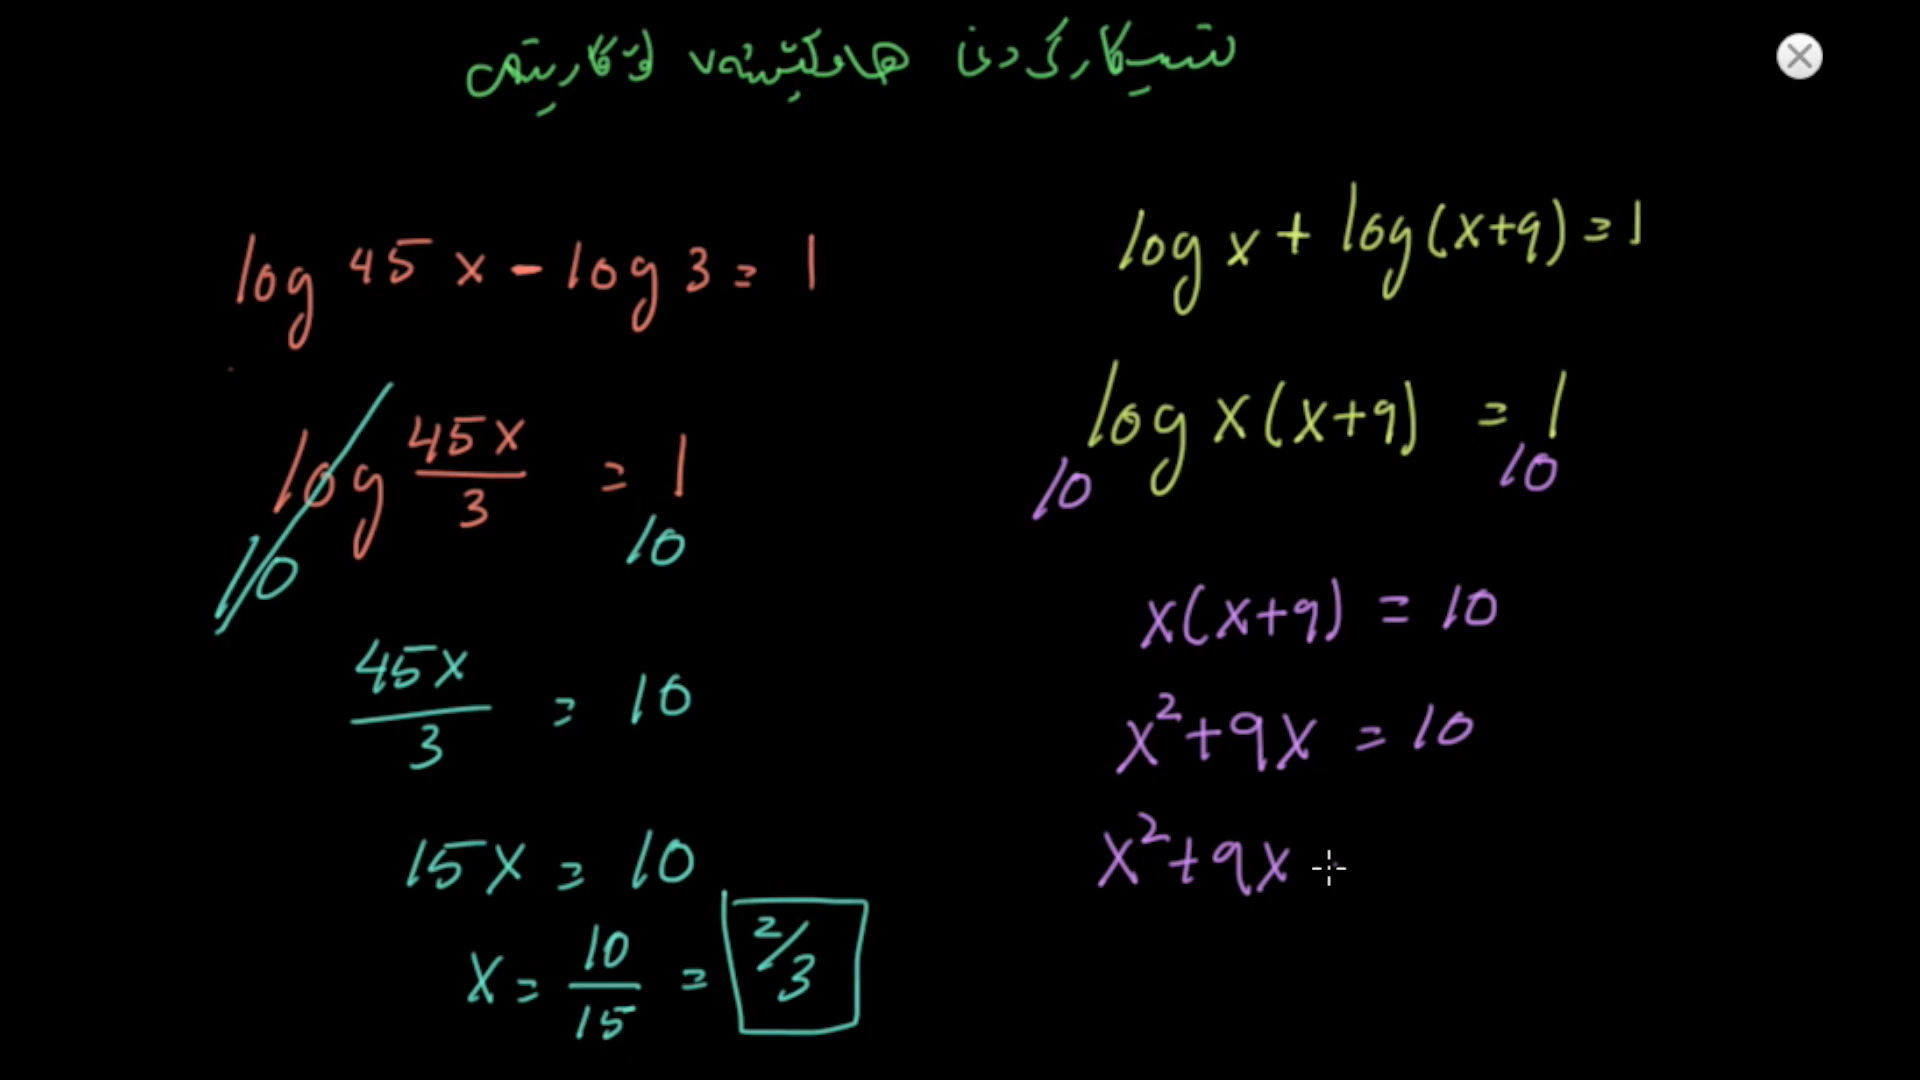 شیکارکردنی هاوکێشەی لۆگاریتمی
log 45x - log 3 = 1
log 45x/3 = 1
10 10
45x/3 = 10
15x = 10
x = 10/15 = 2/3
log x + log(x+9) = 1
log x(x+9) = 1
10 10
x(x+9) = 10
x²+9x = 10
x²+9x